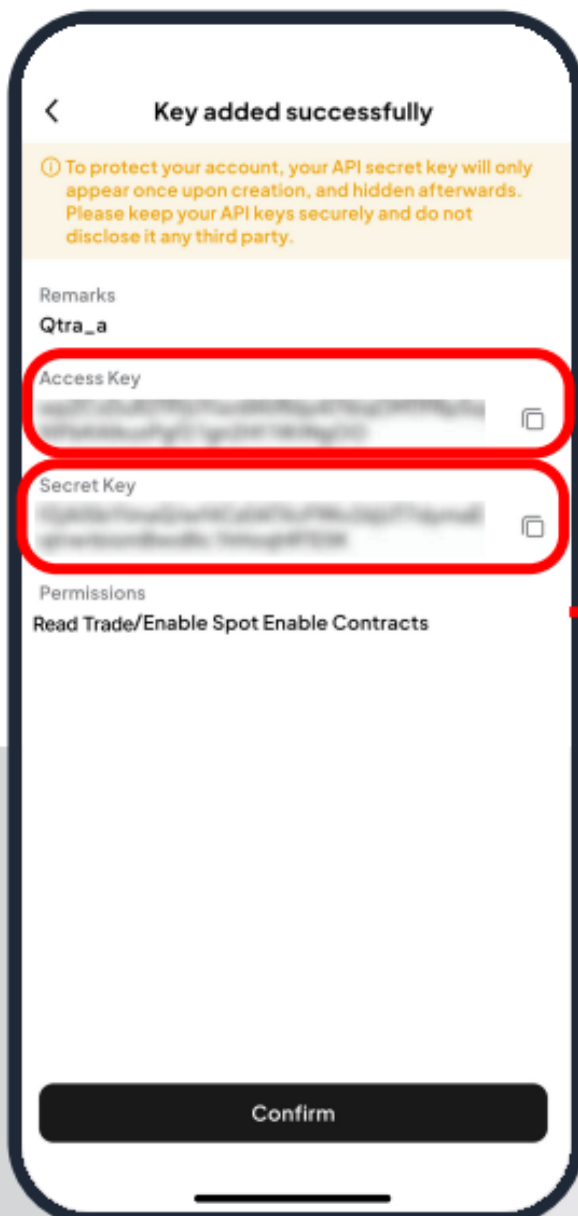 Key added successfully
To protect your account, your API secret key will only
appear once upon creation, and hidden afterwards.
Please keep your API keys securely and do not
disclose it any third party.
Remarks
Qtra_a
Access Key
Secret Key
Permissions
Read Trade/Enable Spot Enable Contracts
Confirm